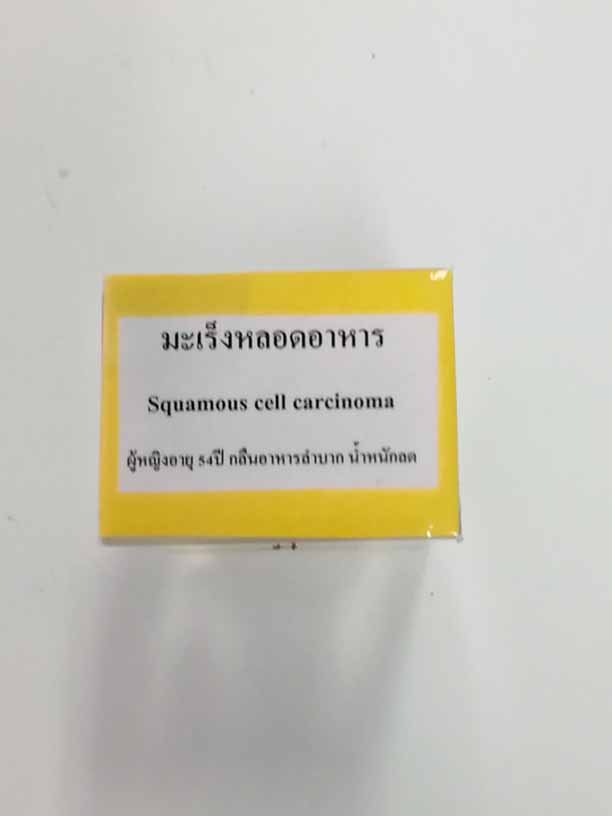 มะเร็งหลอดอาหาร
Squamous cell carcinoma
ผู้หญิงอายุ 54ปี กลืนอาหารลำบาก น้ำหนักลด